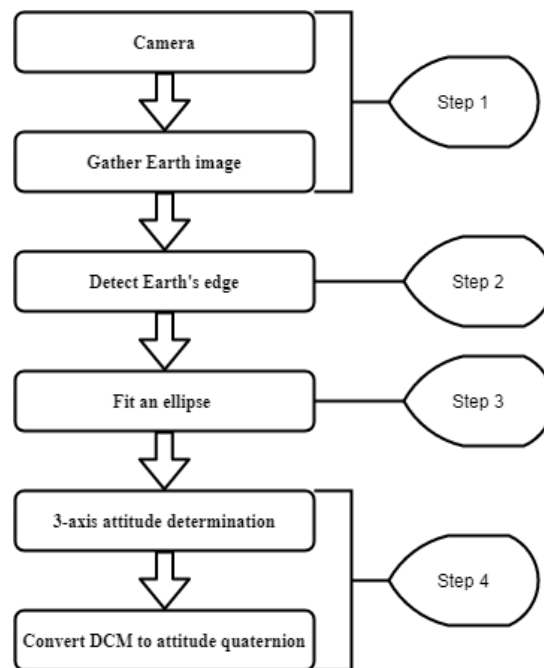 Camera
Step 1
Gather Earth image
Detect Earth's edge
Step 2
Fit an ellipse
Step 3
3-axis attitude determination
Step 4
Convert DCM to attitude quaternion